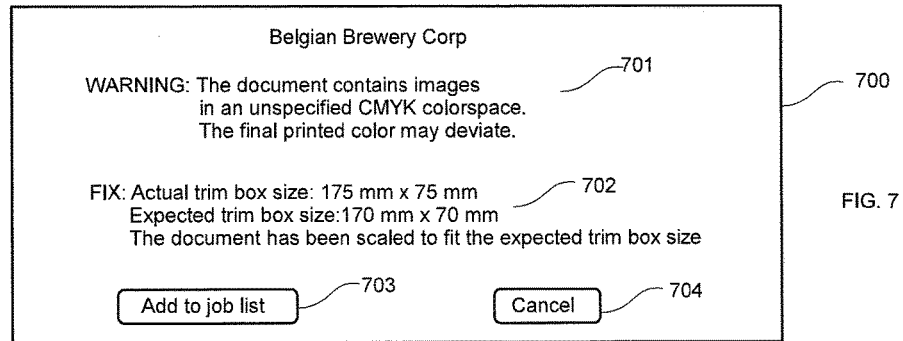 Belgian Brewery Corp
701
WARNING: The document contains images
in an unspecified CMYK colorspace.
The final printed color may deviate.
700
FIX: Actual trim box size: 175 mm x 75 mm
702
Expected trim box size:170 mm x 70 mm
The document has been scaled to fit the expected trim box size
FIG. 7
Add to job list
703
Cancel
704